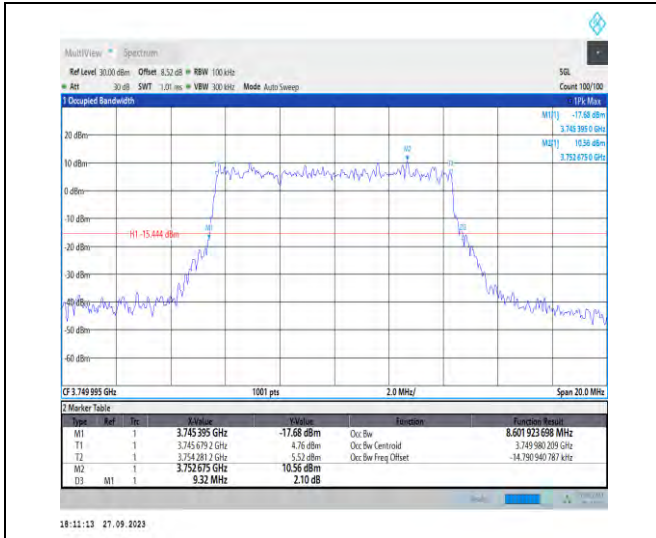 MultiView Spectrum
Ref Level 30.00 dBm Offset 8.52 dB RBW 100 kHz SGL
Att 30 dB SWT 1.01 ms VBW 300 kHz Mode Auto Sweep Count 100/100
1 Occupied Bandwidth 1Pk Max
M1[1] -17.68 dBm
3.745 395 0 GHz
M2[1] 10.56 dBm
3.752 675 0 GHz
20 dBm
M2
10 dBm
0 dBm
-10 dBm
M1
H1 -15.444 dBm
-20 dBm
-30 dBm
-40 dBm
-50 dBm
-60 dBm
CF 3.749 995 GHz 1001 pts 2.0 MHz/ Span 20.0 MHz
2 Marker Table
Type Ref Trc X-Value Y-Value Function Function Result
M1 1 3.745 395 GHz -17.68 dBm Occ Bw 8.601 923 698 MHz
T1 1 3.745 679 2 GHz 4.76 dBm Occ Bw Centroid 3.749 980 209 GHz
T2 1 3.754 281 2 GHz 5.52 dBm Occ Bw Freq Offset -14.790 940 787 kHz
M2 1 3.752 675 GHz 10.56 dBm
D3 M1 1 9.32 MHz 2.10 dB
18:11:13 27.09.2023